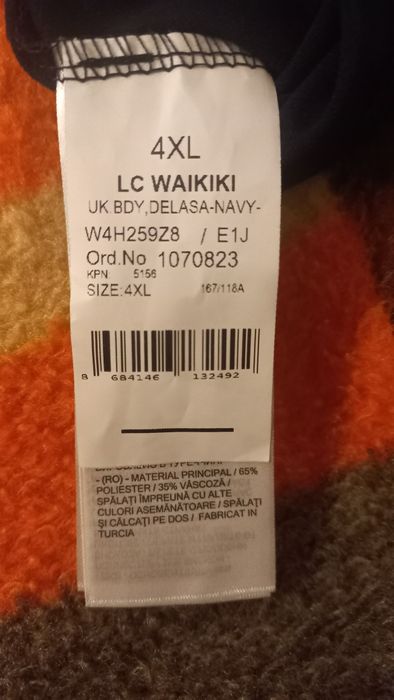 4XL
LC WAIKIKI
UK.BDY,DELASA-NAVY-
W4H259Z8 / E1J
Ord.No 1070823
KPN 5156
SIZE:4XL 167/118A
8 684146 132492
- (RO) - MATERIAL PRINCIPAL / 65%
POLIESTER / 35% VÂSCOZĂ /
SPĂLAȚI ÎMPREUNĂ CU ALTE
CULORI ASEMĂNĂTOARE / SPĂLAȚI
ȘI CĂLCAȚI PE DOS / FABRICAT IN
TURCIA